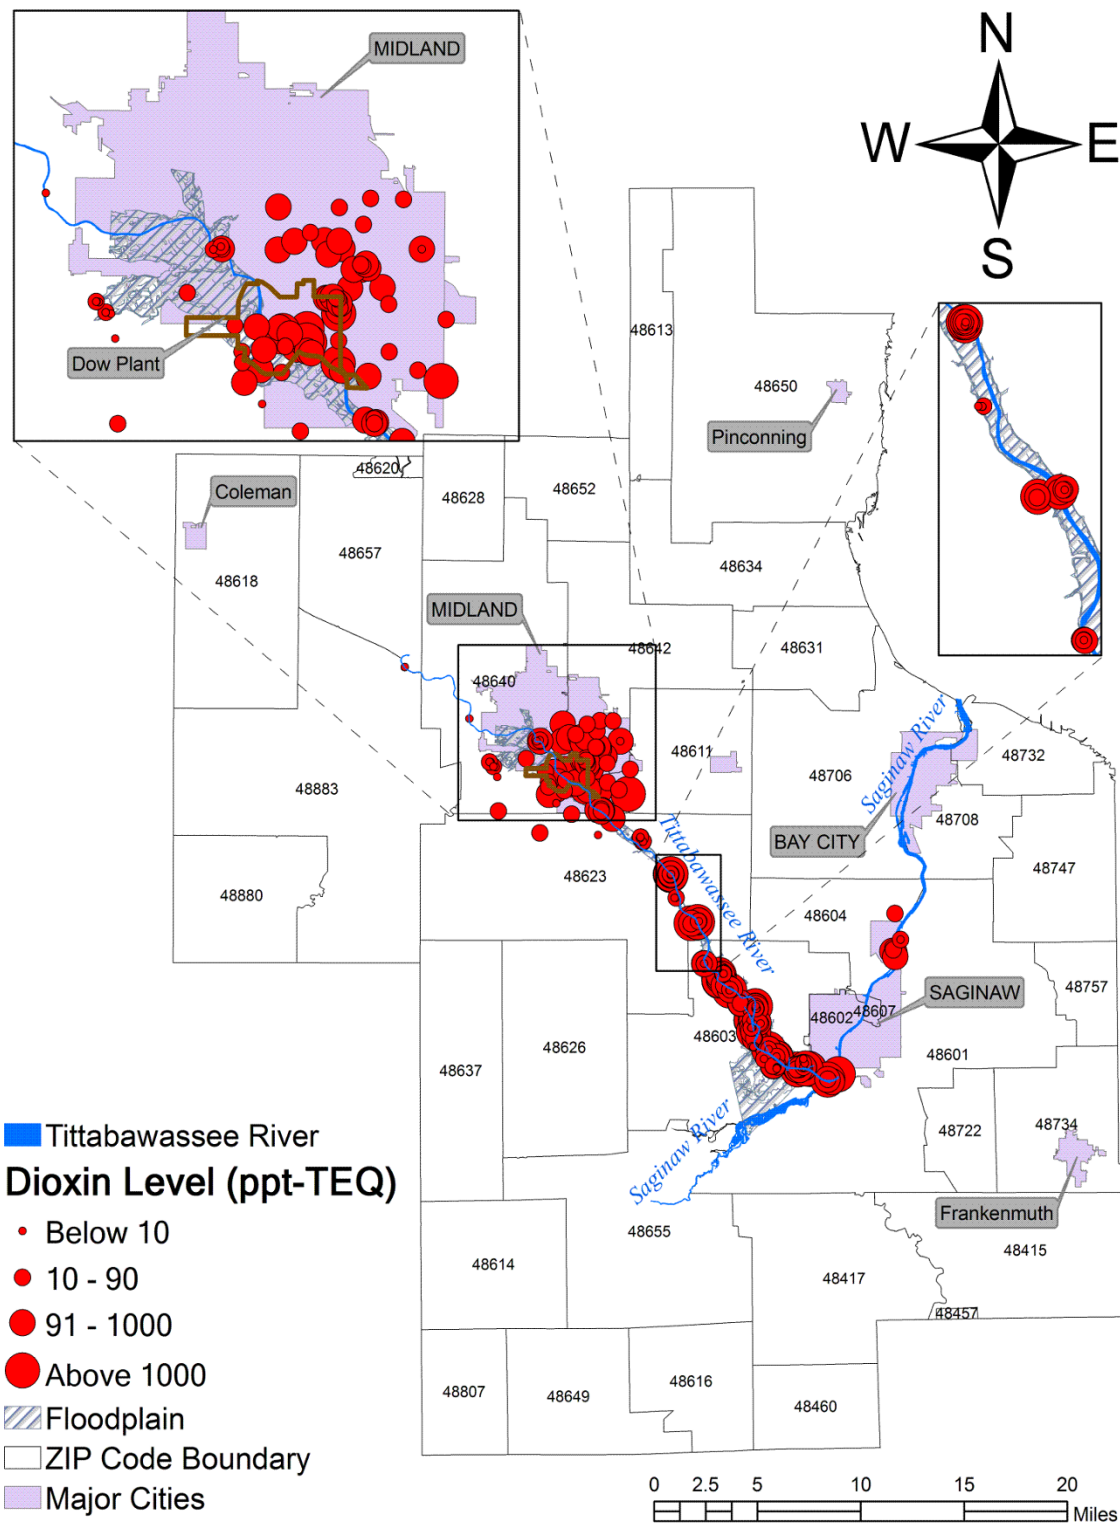 MIDLAND
Dow Plant
N
W
E
S
48613
48650
Pinconning
48620
48628
48652
Coleman
48657
48618
48634
MIDLAND
48642
48631
48640
48611
48706
Saginaw River
48732
48883
BAY CITY
48708
Tittabawassee River
48747
48880
48623
48604
48757
SAGINAW
48602
48607
48603
48601
48626
48637
48722
48734
Saginaw River
Frankenmuth
48655
48415
48614
48417
48457
48807
48649
48616
48460
Tittabawassee River
Dioxin Level (ppt-TEQ)
Below 10
10 - 90
91 - 1000
Above 1000
Floodplain
ZIP Code Boundary
Major Cities
0 2.5 5 10 15 20
Miles